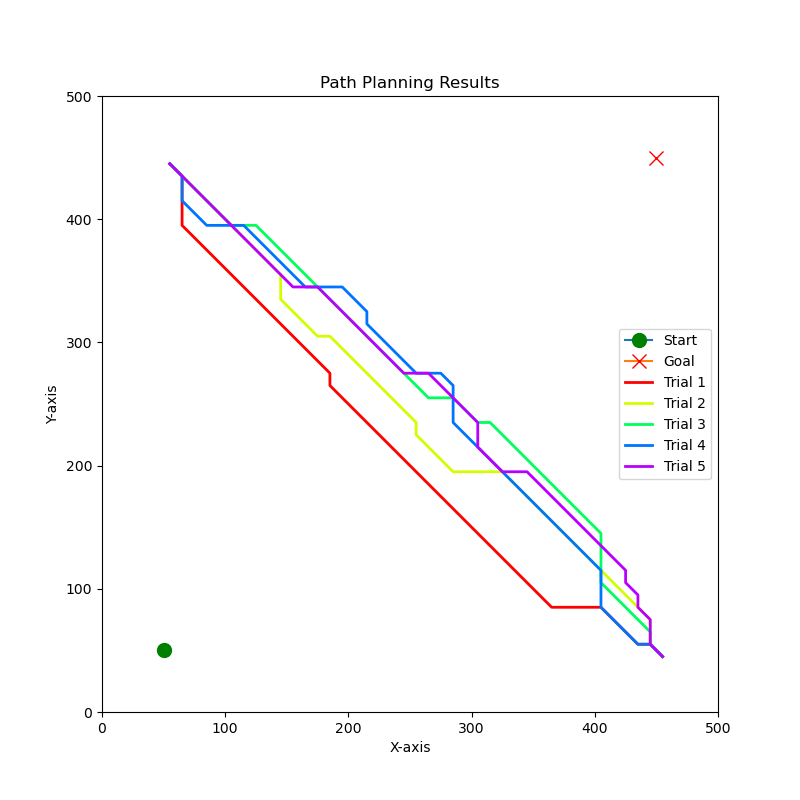 Path Planning Results
500
400
300
200
100
0
Y-axis
0 100 200 300 400 500
X-axis
Start
Goal
Trial 1
Trial 2
Trial 3
Trial 4
Trial 5